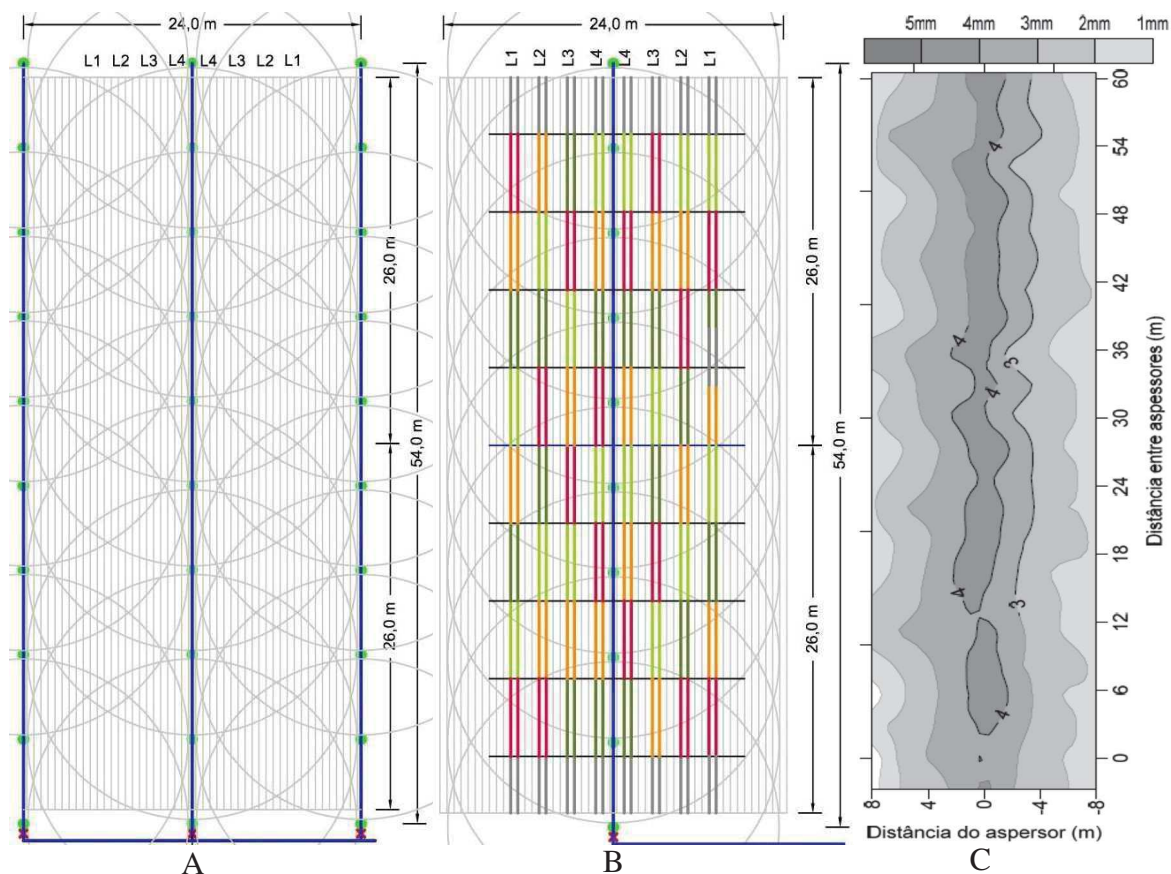 24,0 m
L1 L2 L3 L4 L4 L3 L2 L1
26,0 m
26,0 m
54,0 m
A
24,0 m
L1 L2 L3 L4 L4 L3 L2 L1
26,0 m
26,0 m
54,0 m
B
5mm 4mm 3mm 2mm 1mm
60
54
48
42
36
30
24
18
12
6
0
Distância entre aspessores (m)
4
4
3
4
4
3
4
8 4 0 -4 -8
Distância do aspersor (m)
C